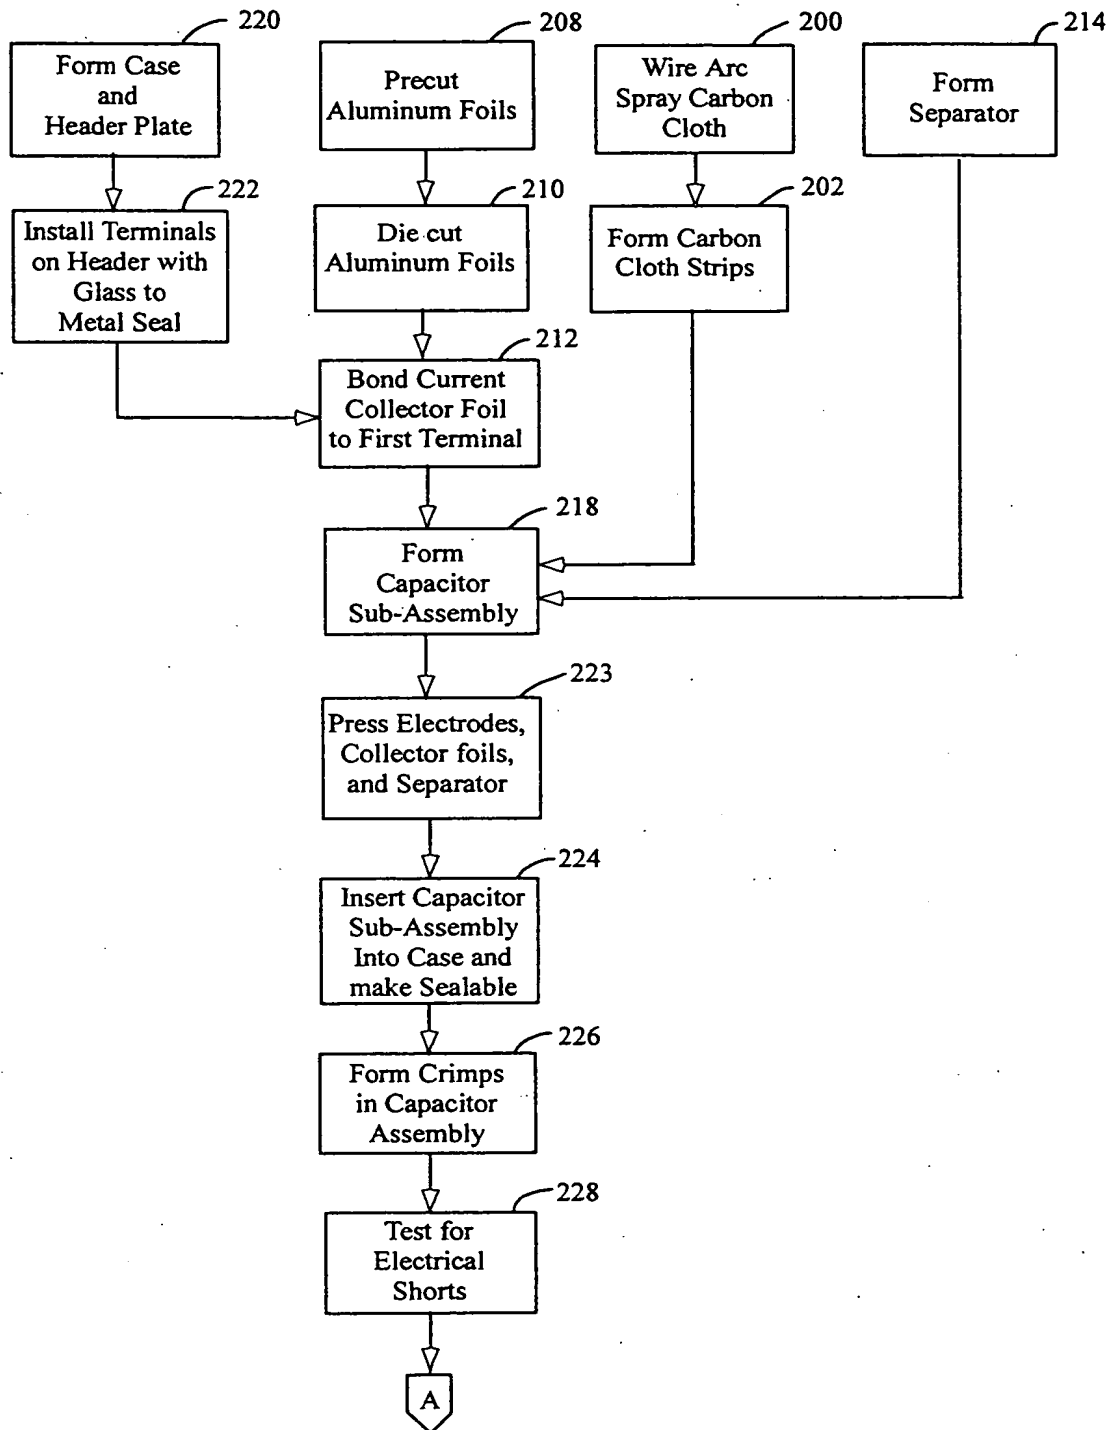 220
Form Case
and
Header Plate
208
Precut
Aluminum Foils
200
Wire Arc
Spray Carbon
Cloth
214
Form
Separator
222
Install Terminals
on Header with
Glass to
Metal Seal
210
Die cut
Aluminum Foils
202
Form Carbon
Cloth Strips
212
Bond Current
Collector Foil
to First Terminal
218
Form
Capacitor
Sub-Assembly
223
Press Electrodes,
Collector foils,
and Separator
224
Insert Capacitor
Sub-Assembly
Into Case and
make Sealable
226
Form Crimps
in Capacitor
Assembly
228
Test for
Electrical
Shorts
A